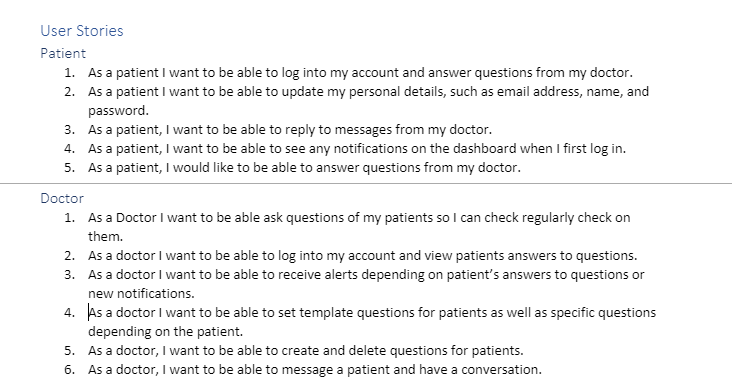 User Stories
Patient
1. As a patient I want to be able to log into my account and answer questions from my doctor.
2. As a patient I want to be able to update my personal details, such as email address, name, and
password.
3. As a patient, I want to be able to reply to messages from my doctor.
4. As a patient, I want to be able to see any notifications on the dashboard when I first log in.
5. As a patient, I would like to be able to answer questions from my doctor.
Doctor
1. As a Doctor I want to be able ask questions of my patients so I can check regularly check on
them.
2. As a doctor I want to be able to log into my account and view patients answers to questions.
3. As a doctor I want to be able to receive alerts depending on patient's answers to questions or
new notifications.
4. As a doctor I want to be able to set template questions for patients as well as specific questions
depending on the patient.
5. As a doctor, I want to be able to create and delete questions for patients.
6. As a doctor, I want to be able to message a patient and have a conversation.